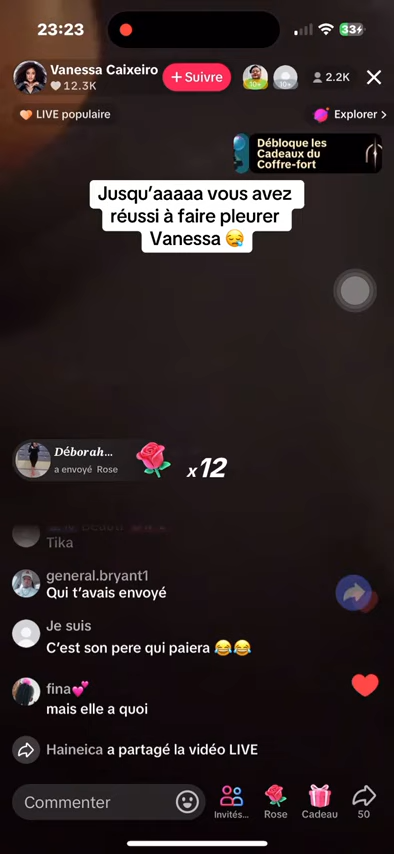 23:23
33
Vanessa Caixeiro
12.3K
+ Suivre
10+
10+
2.2K
LIVE populaire
Explorer >
Débloque les
Cadeaux du
Coffre-fort
Jusqu'aaaaa vous avez
réussi à faire pleurer
Vanessa 😪
Déborah...
a envoyé Rose
x12
Tika
general.bryant1
Qui t'avais envoyé
Je suis
C'est son pere qui paiera 😂😂
fina💕
mais elle a quoi
Haineica a partagé la vidéo LIVE
Commenter
Invités...
Rose
Cadeau
50